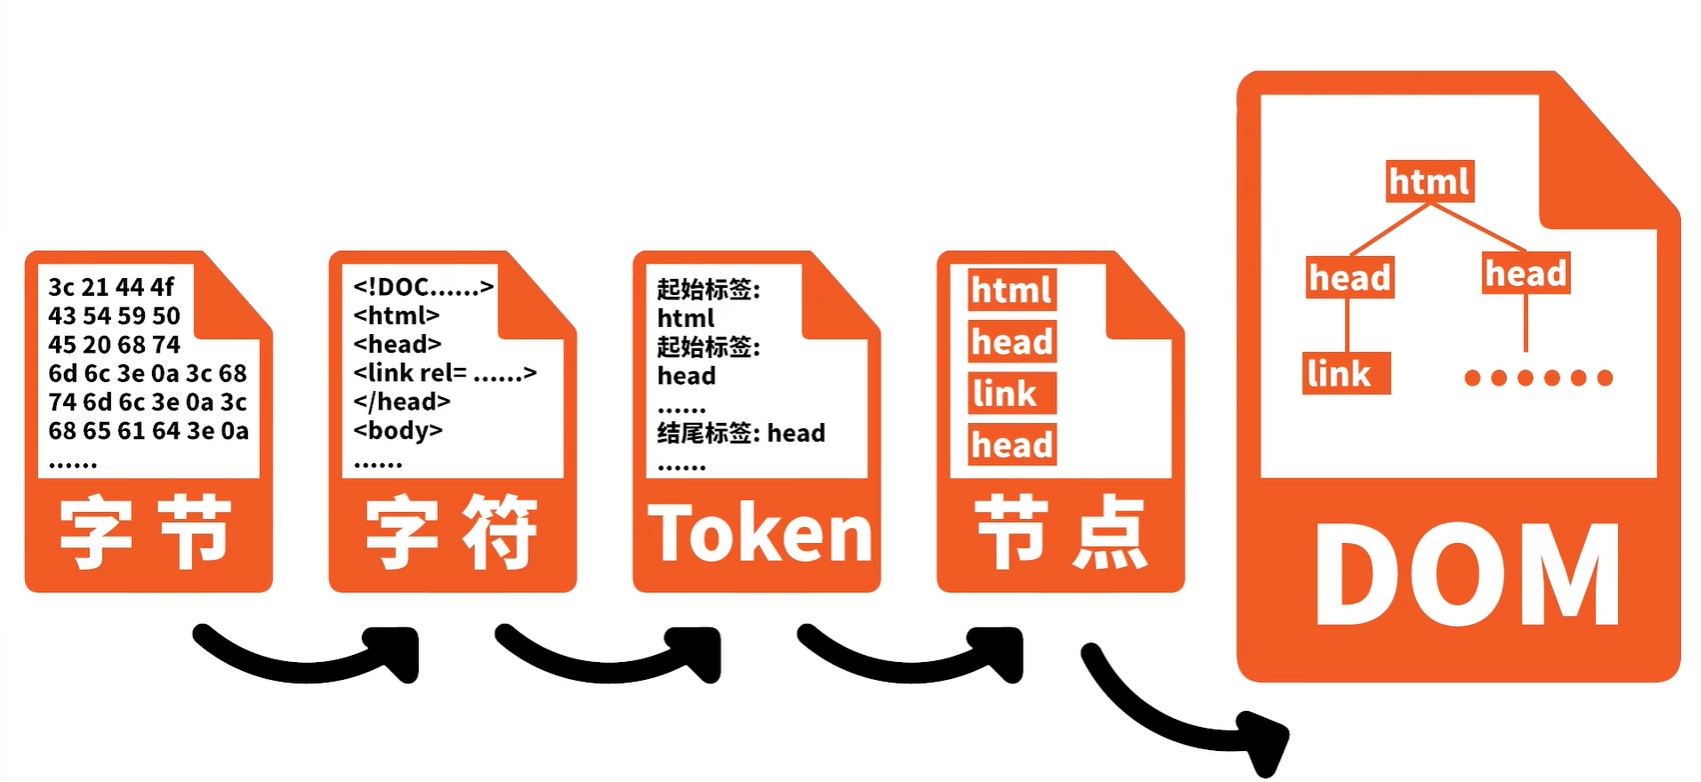 3c 21 44 4f
43 54 59 50
45 20 68 74
6d 6c 3e 0a 3c 68
74 6d 6c 3e 0a 3c
68 65 61 64 3e 0a
......
字节
<!DOC......>
<html>
<head>
<link rel= ......>
</head>
<body>
......
字符
起始标签:
html
起始标签:
head
......
结尾标签: head
......
Token
html
head
link
head
节点
html
head head
link ......
DOM